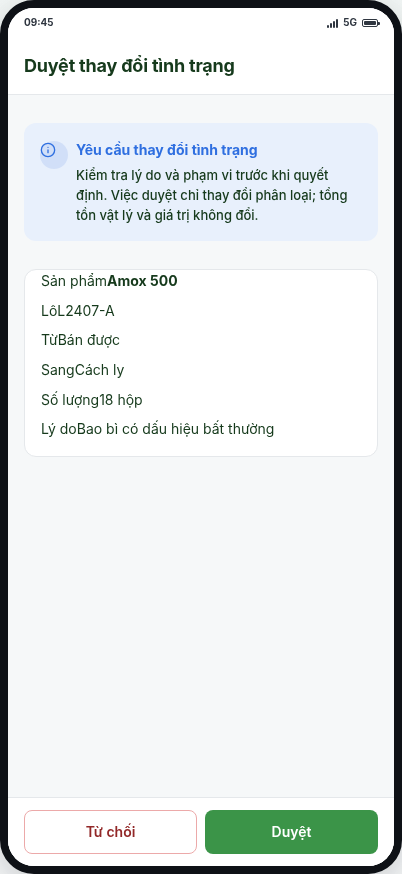 09:45 5G
Duyệt thay đổi tình trạng
Yêu cầu thay đổi tình trạng
Kiểm tra lý do và phạm vi trước khi quyết
định. Việc duyệt chỉ thay đổi phân loại; tổng
tồn vật lý và giá trị không đổi.
Sản phẩmAmox 500
LôL2407-A
TừBán được
SangCách ly
Số lượng18 hộp
Lý doBao bì có dấu hiệu bất thường
Từ chối Duyệt